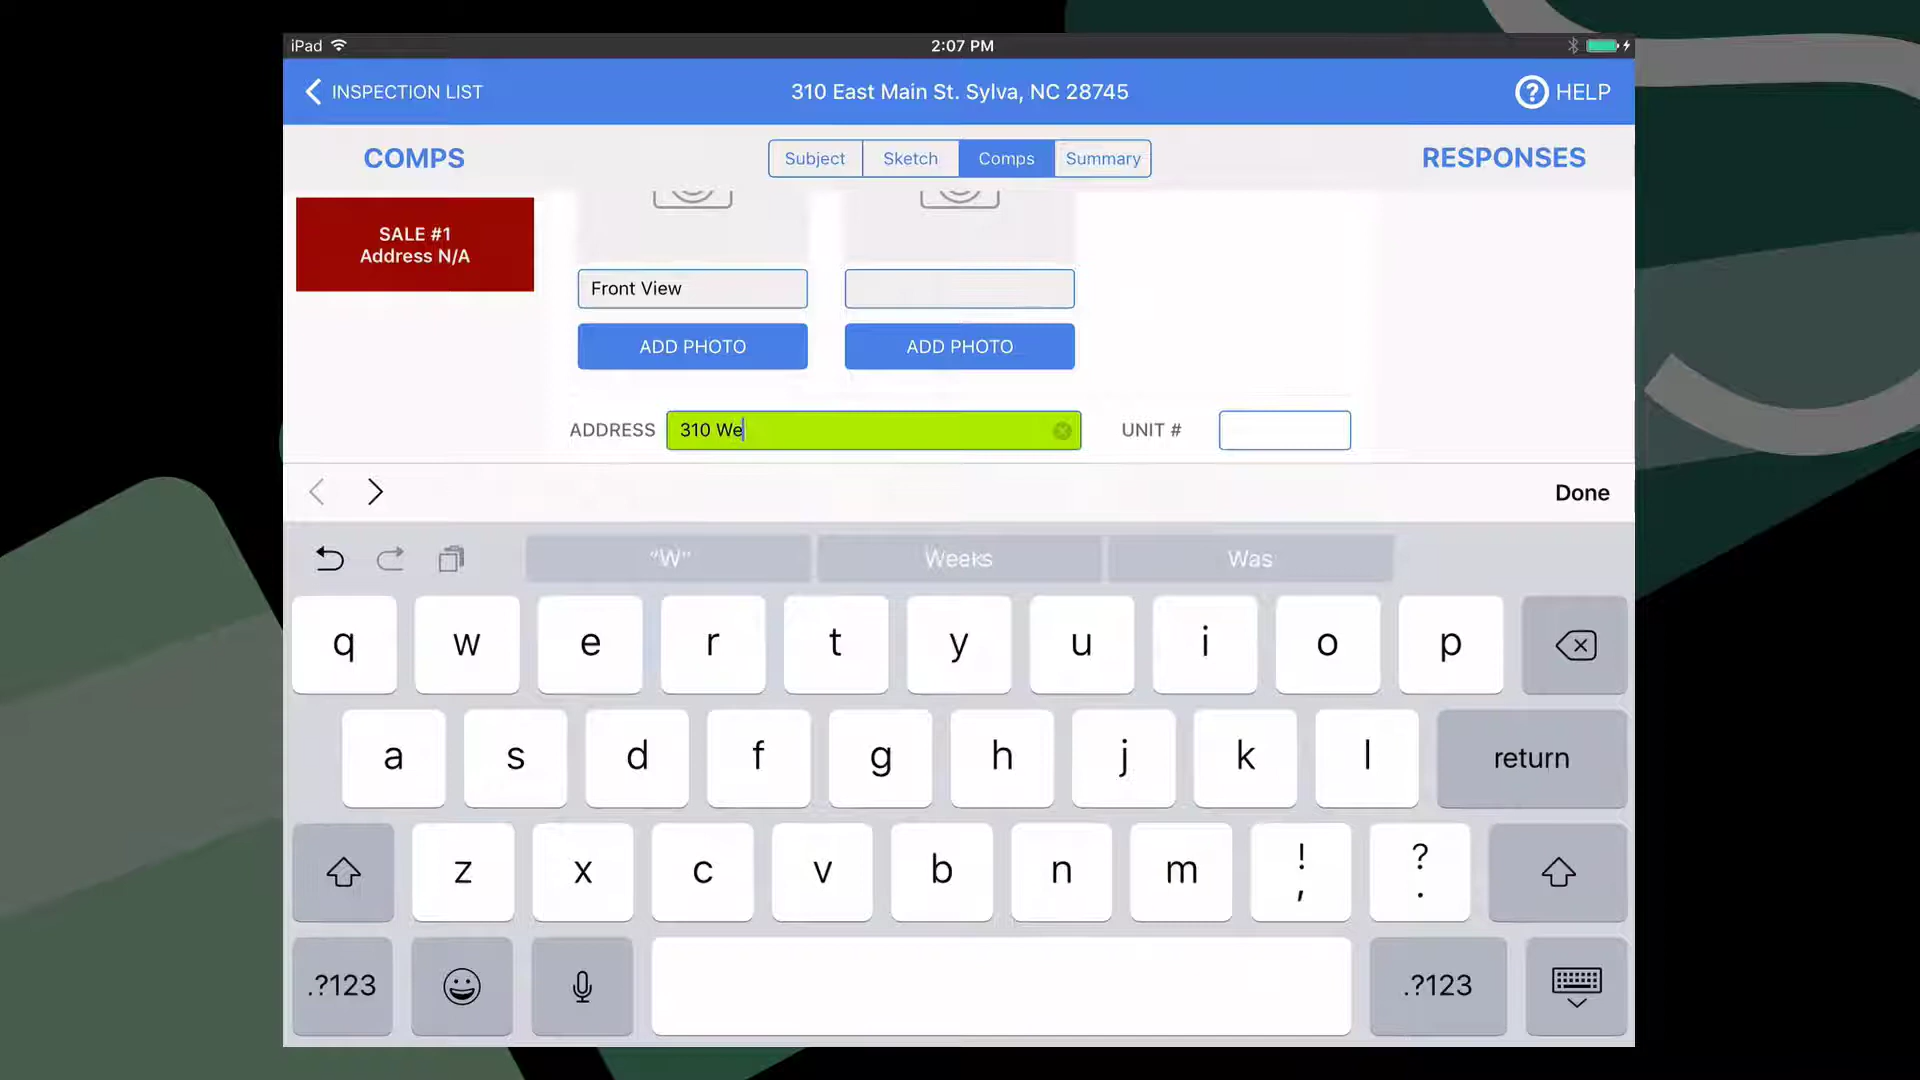 iPad
2:07 PM
INSPECTION LIST
310 East Main St. Sylva, NC 28745
? HELP
COMPS
Subject
Sketch
Comps
Summary
RESPONSES
SALE #1
Address N/A
Front View
ADD PHOTO
ADD PHOTO
ADDRESS
310 We
UNIT #
Done
“W”
Weeks
Was
q w e r t y u i o p
a s d f g h j k l return
z x c v b n m ! , ? .
.?123
.?123